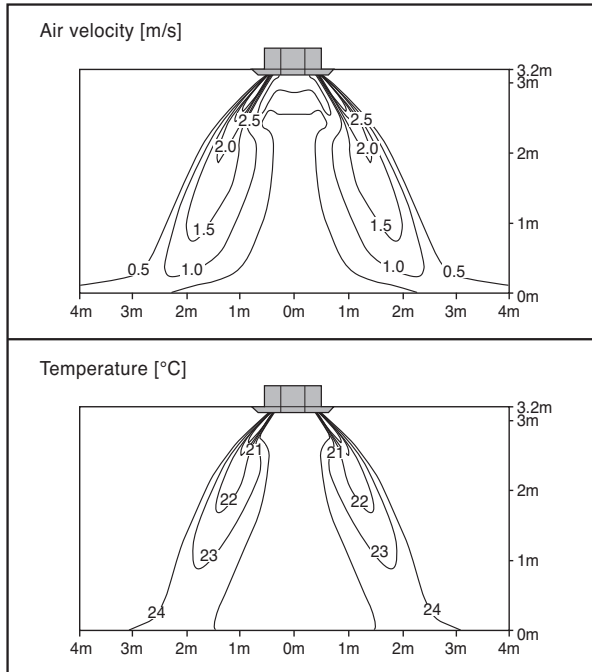 Air velocity [m/s]
3.2m
3m
2.5 2.5
2.0 2.0
2m
1.5 1.5
1m
0.5 1.0 1.0 0.5
0m
4m 3m 2m 1m 0m 1m 2m 3m 4m
Temperature [°C]
3.2m
3m
21 21
22 22
2m
23 23
1m
24 24
0m
4m 3m 2m 1m 0m 1m 2m 3m 4m